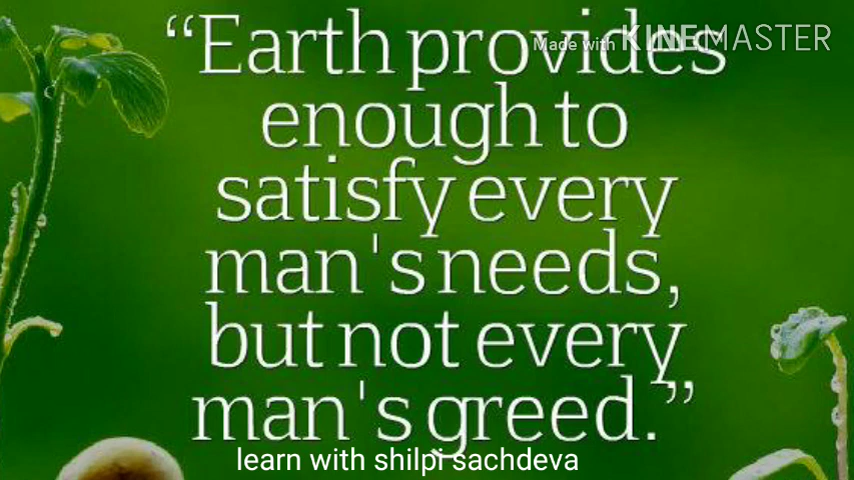 “Earth provides
Made with KINEMASTER
enough to
satisfy every
man's needs,
but not every
man's greed.”
learn with shilpi sachdeva